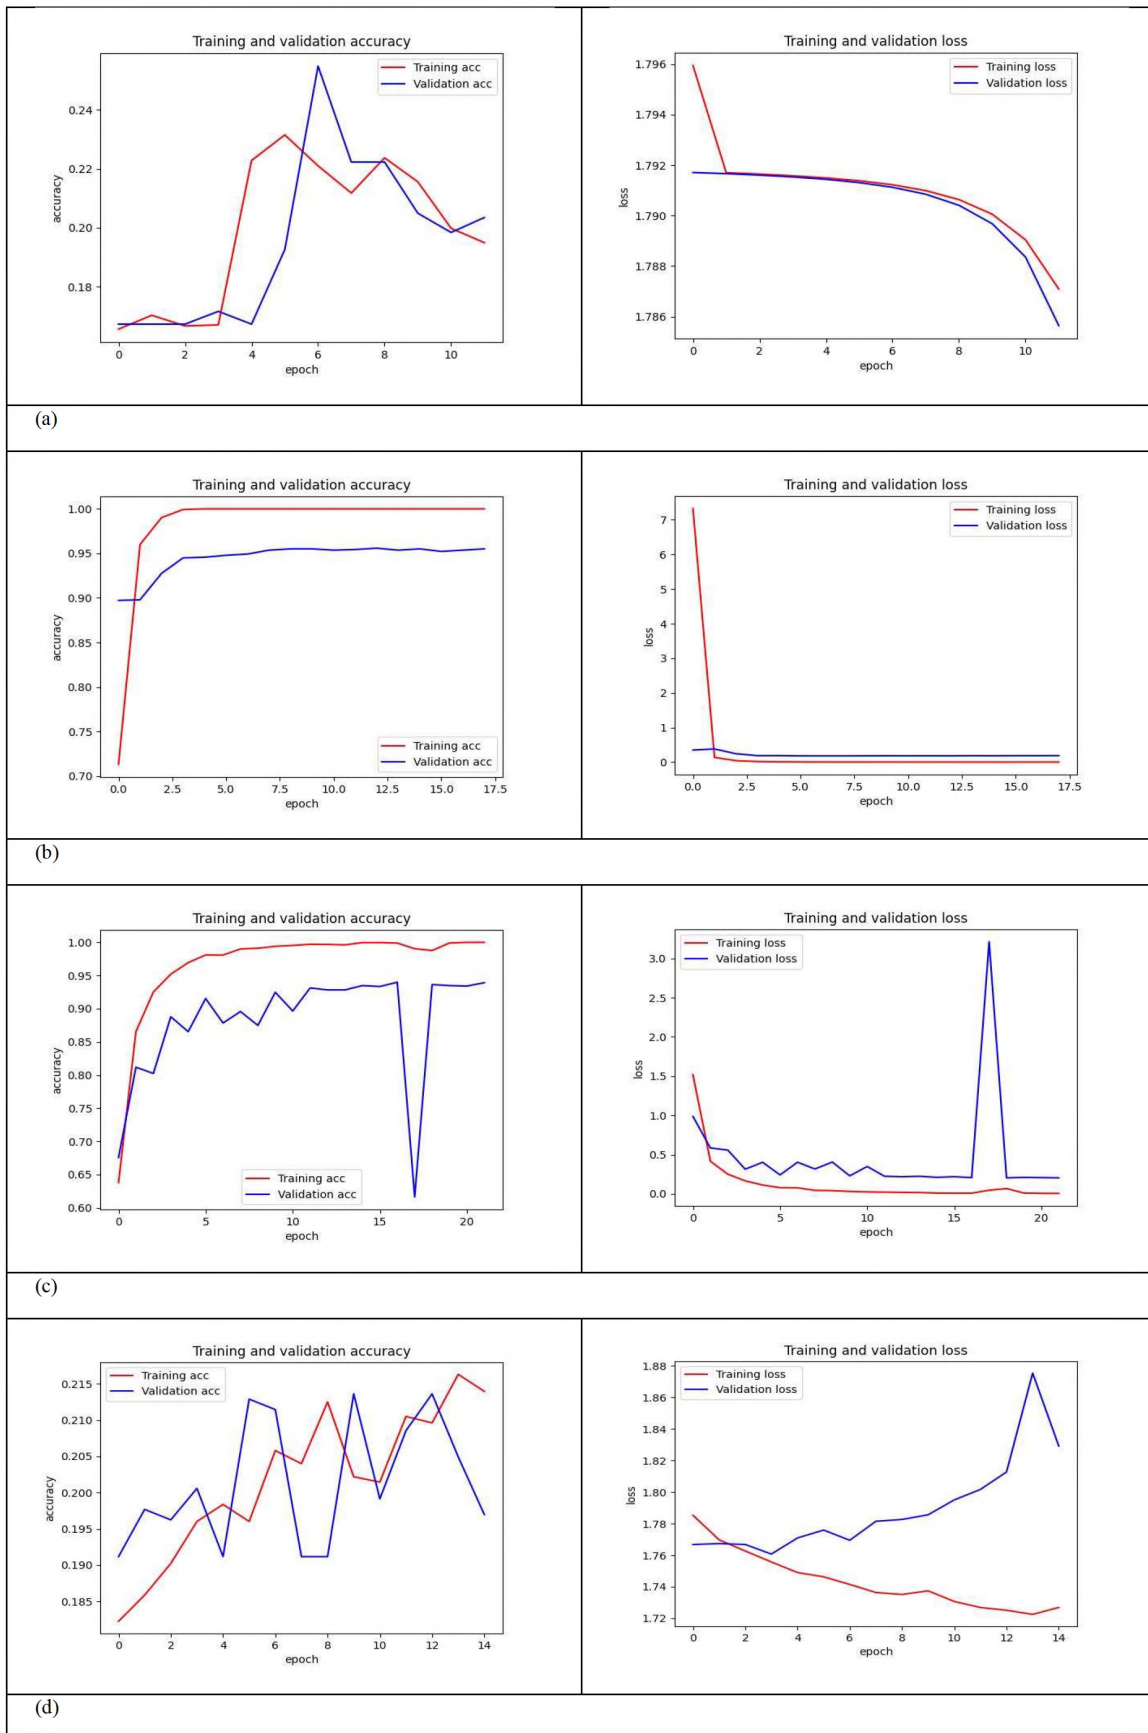 Training and validation accuracy
Training acc
Validation acc
0.24
0.22
0.20
0.18
accuracy
0 2 4 6 8 10
epoch
Training and validation loss
Training loss
Validation loss
1.796
1.794
1.792
1.790
1.788
1.786
loss
0 2 4 6 8 10
epoch
(a)
Training and validation accuracy
1.00
0.95
0.90
0.85
0.80
0.75
0.70
accuracy
Training acc
Validation acc
0.0 2.5 5.0 7.5 10.0 12.5 15.0 17.5
epoch
Training and validation loss
Training loss
Validation loss
7
6
5
4
3
2
1
0
loss
0.0 2.5 5.0 7.5 10.0 12.5 15.0 17.5
epoch
(b)
Training and validation accuracy
1.00
0.95
0.90
0.85
0.80
0.75
0.70
0.65
0.60
accuracy
Training acc
Validation acc
0 5 10 15 20
epoch
Training and validation loss
Training loss
Validation loss
3.0
2.5
2.0
1.5
1.0
0.5
0.0
loss
0 5 10 15 20
epoch
(c)
Training and validation accuracy
Training acc
Validation acc
0.215
0.210
0.205
0.200
0.195
0.190
0.185
accuracy
0 2 4 6 8 10 12 14
epoch
Training and validation loss
Training loss
Validation loss
1.88
1.86
1.84
1.82
1.80
1.78
1.76
1.74
1.72
loss
0 2 4 6 8 10 12 14
epoch
(d)